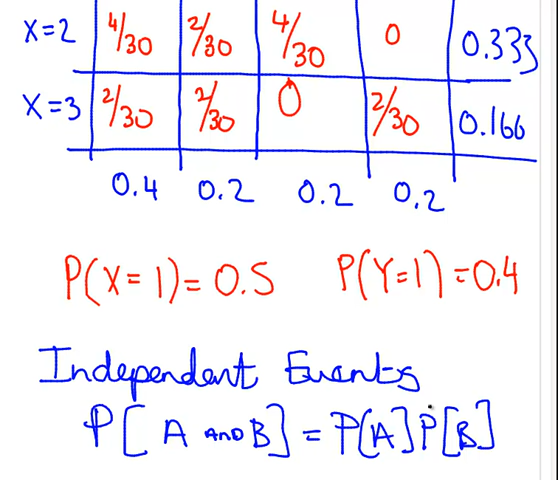 X=2 4/30 2/30 4/30 0 0.333
X=3 2/30 2/30 0 2/30 0.166
0.4 0.2 0.2 0.2
P(X=1)=0.5 P(Y=1)=0.4
Independent Events
P[A AND B] = P[A]P[B]